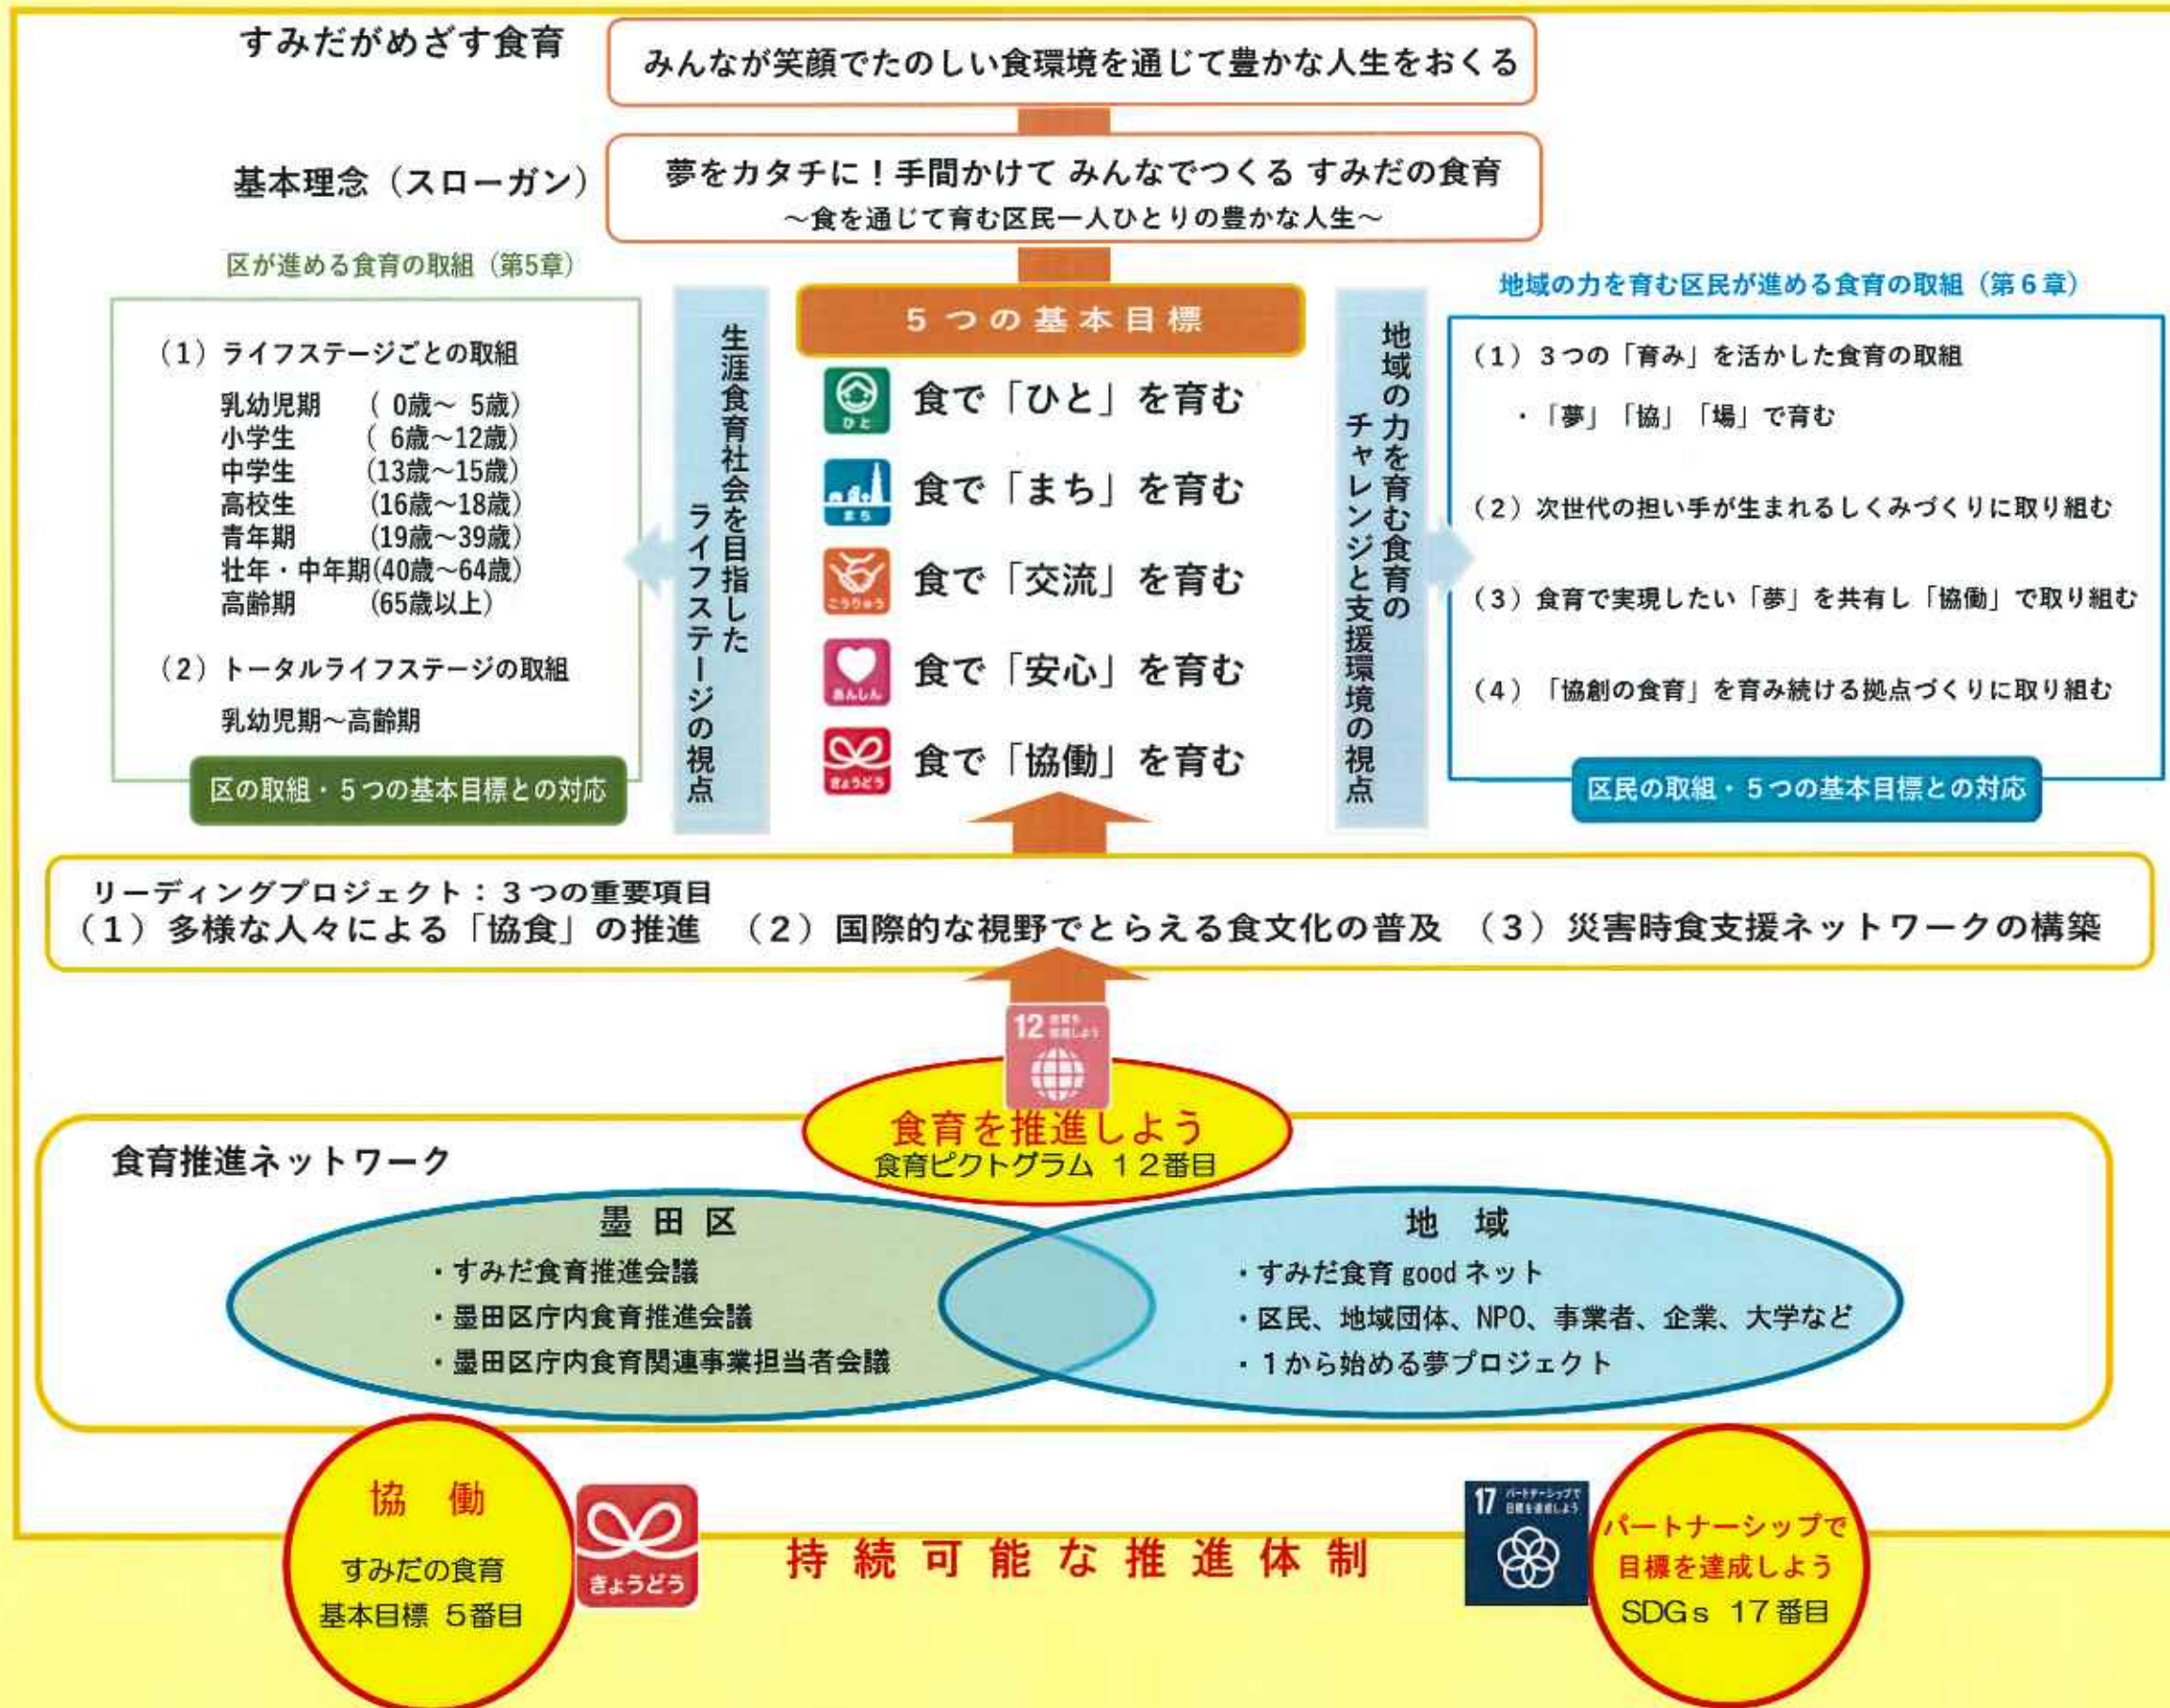 すみだがめざす食育
みんなが笑顔でたのしい食環境を通じて豊かな人生をおくる
基本理念（スローガン）
夢をカタチに！手間かけて みんなでつくる すみだの食育
～食を通じて育む区民一人ひとりの豊かな人生～
区が進める食育の取組（第5章）
（1）ライフステージごとの取組
乳幼児期 （ 0歳～ 5歳）
小学生 （ 6歳～12歳）
中学生 （13歳～15歳）
高校生 （16歳～18歳）
青年期 （19歳～39歳）
壮年・中年期（40歳～64歳）
高齢期 （65歳以上）
（2）トータルライフステージの取組
乳幼児期～高齢期
区の取組・５つの基本目標との対応
生涯食育社会を目指した
ライフステージの視点
５つの基本目標
ひと
食で「ひと」を育む
まち
食で「まち」を育む
こうりゅう
食で「交流」を育む
あんしん
食で「安心」を育む
きょうどう
食で「協働」を育む
地域の力を育む食育の
チャレンジと支援環境の視点
地域の力を育む区民が進める食育の取組（第６章）
（1）３つの「育み」を活かした食育の取組
・「夢」「協」「場」で育む
（2）次世代の担い手が生まれるしくみづくりに取り組む
（3）食育で実現したい「夢」を共有し「協働」で取り組む
（4）「協創の食育」を育み続ける拠点づくりに取り組む
区民の取組・５つの基本目標との対応
リーディングプロジェクト：３つの重要項目
（1）多様な人々による「協食」の推進 （2）国際的な視野でとらえる食文化の普及 （3）災害時食支援ネットワークの構築
12 食育を
推進しよう
食育を推進しよう
食育ピクトグラム １２番目
食育推進ネットワーク
墨田区
・すみだ食育推進会議
・墨田区庁内食育推進会議
・墨田区庁内食育関連事業担当者会議
地域
・すみだ食育 good ネット
・区民、地域団体、NPO、事業者、企業、大学など
・１から始める夢プロジェクト
協働
すみだの食育
基本目標 ５番目
きょうどう
持続可能な推進体制
17 パートナーシップで
目標を達成しよう
パートナーシップで
目標を達成しよう
SDGｓ 17番目